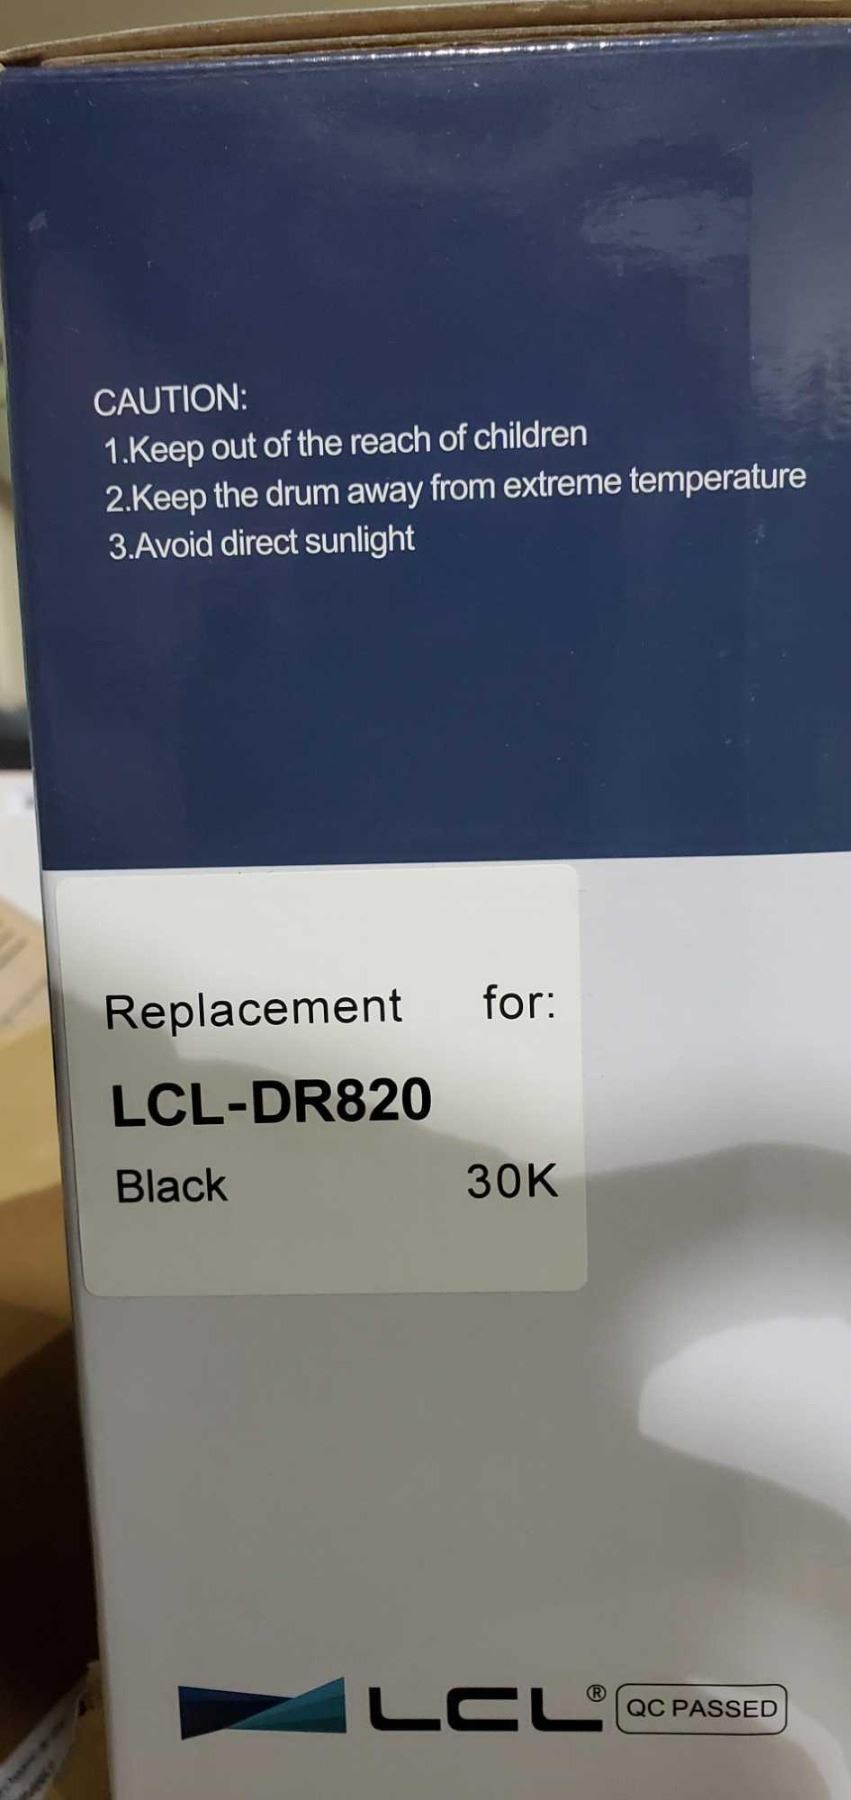 CAUTION:
1.Keep out of the reach of children
2.Keep the drum away from extreme temperature
3.Avoid direct sunlight
Replacement for:
LCL-DR820
Black 30K
LCL® QC PASSED